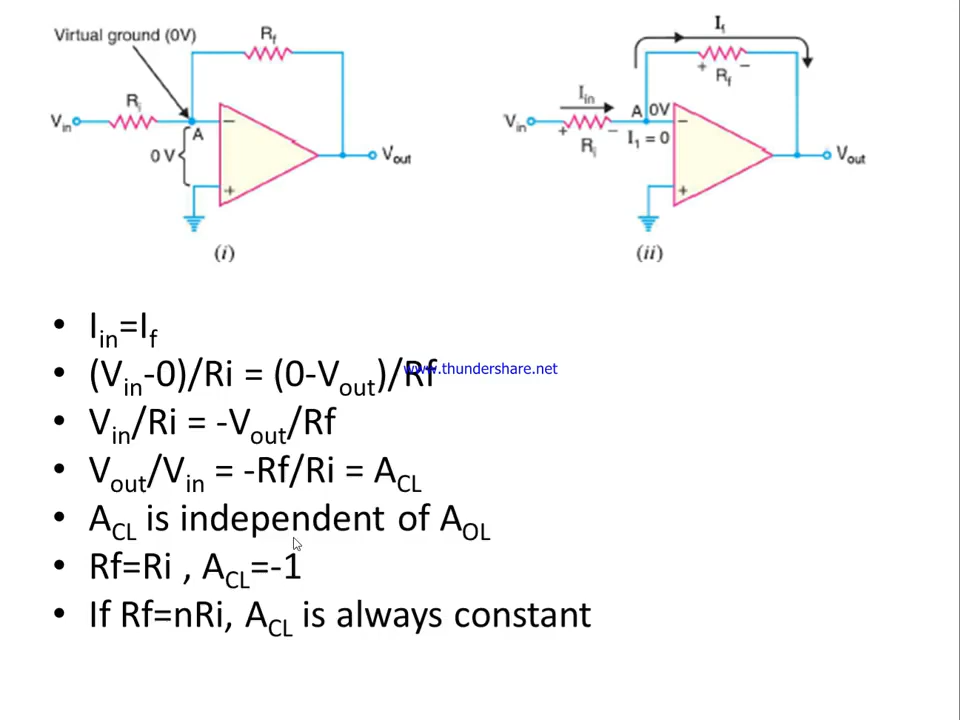 Virtual ground (0V)
Rf
Ri
Vin
A
−
0 V
+
Vout
(i)
If
+ −
Rf
Iin
A 0V
Vin
+ −
Ri
I1 = 0
−
+
Vout
(ii)
• Iin=If
• (Vin-0)/Ri = (0-Vout)/Rf
www.thundershare.net
• Vin/Ri = -Vout/Rf
• Vout/Vin = -Rf/Ri = ACL
• ACL is independent of AOL
• Rf=Ri , ACL=-1
• If Rf=nRi, ACL is always constant